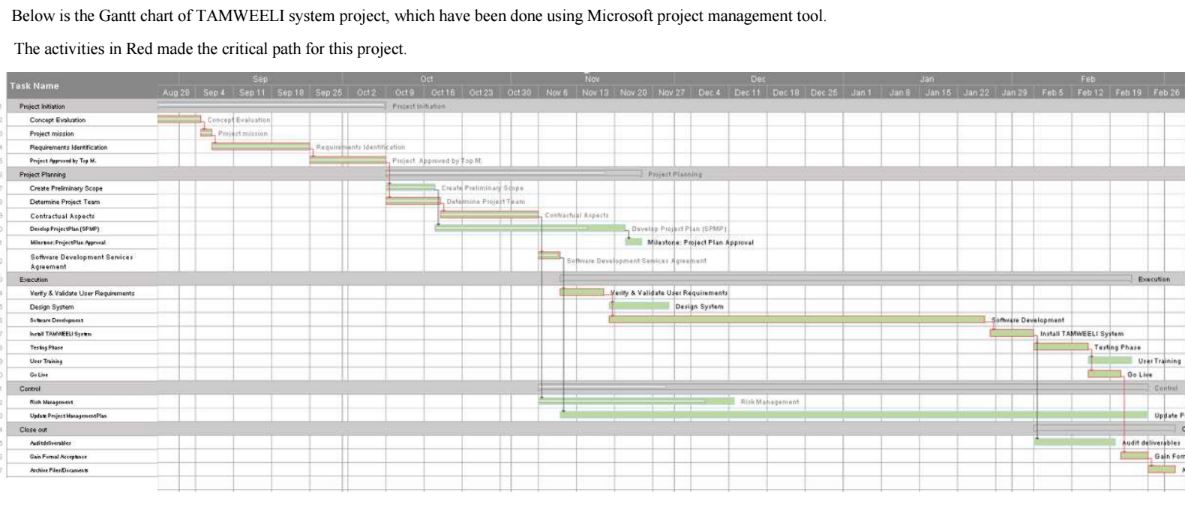 Below is the Gantt chart of TAMWEELI system project, which have been done using Microsoft project management tool.
The activities in Red made the critical path for this project.
Task Name Sep Oct Nov Dec Jan Feb
Aug 28 Sep 4 Sep 11 Sep 18 Sep 25 Oct 2 Oct 9 Oct 16 Oct 23 Oct 30 Nov 6 Nov 13 Nov 20 Nov 27 Dec 4 Dec 11 Dec 18 Dec 25 Jan 1 Jan 8 Jan 15 Jan 22 Jan 29 Feb 5 Feb 12 Feb 19 Feb 26
Project Initiation Project Initiation
Concept Evaluation Concept Evaluation
Project mission Project mission
Requirements Identification Requirements Identification
Project Approved by Top M. Project Approved by Top M.
Project Planning Project Planning
Create Preliminary Scope Create Preliminary Scope
Determine Project Team Determine Project Team
Contractual Aspects Contractual Aspects
Develop Project Plan (SPMP) Develop Project Plan (SPMP)
Milestone: Project Plan Approval Milestone: Project Plan Approval
Software Development Services
Agreement Software Development Services Agreement
Execution Execution
Verify & Validate User Requirements Verify & Validate User Requirements
Design System Design System
Software Development Software Development
Install TAMWEELI System Install TAMWEELI System
Testing Phase Testing Phase
User Training User Training
Go Live Go Live
Control Control
Risk Management Risk Management
Update Project Management Plan Update P
Close out
Audit deliverables Audit deliverables
Gain Formal Acceptance Gain Form
Archive Files/Documents